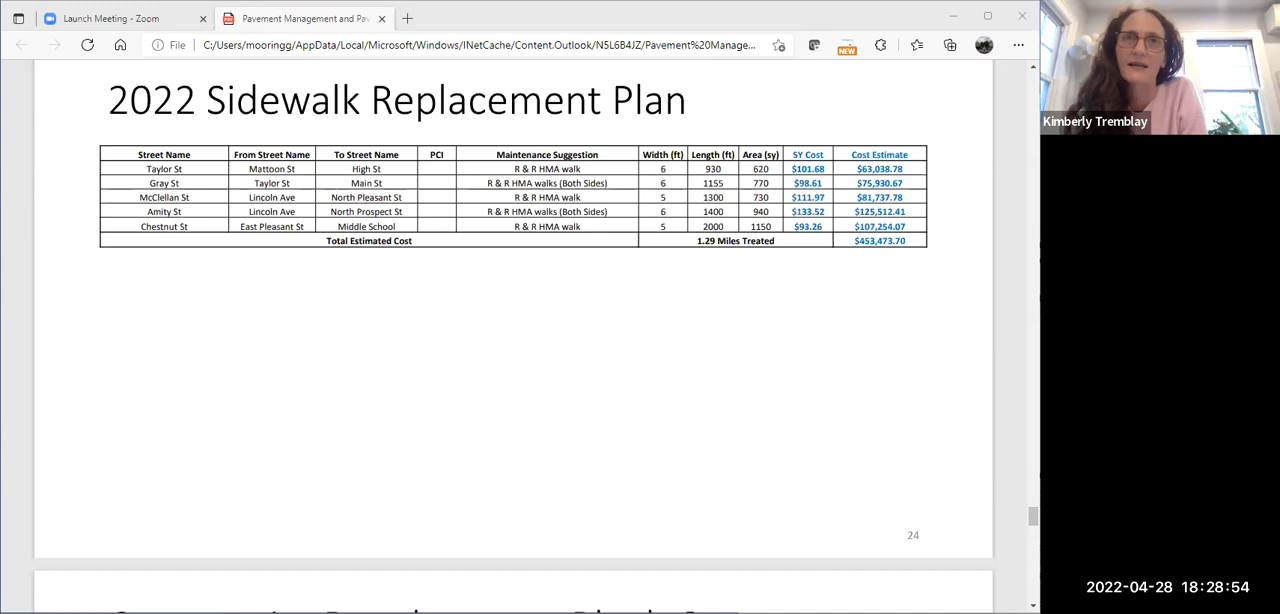 Launch Meeting - Zoom
Pavement Management and Pav
File C:/Users/mooringg/AppData/Local/Microsoft/Windows/INetCache/Content.Outlook/N5L6B4JZ/Pavement%20Manage...
NEW
2022 Sidewalk Replacement Plan
Street Name From Street Name To Street Name PCI Maintenance Suggestion Width (ft) Length (ft) Area (sy) SY Cost Cost Estimate
Taylor St Mattoon St High St R & R HMA walk 6 930 620 $101.68 $63,038.78
Gray St Taylor St Main St R & R HMA walks (Both Sides) 6 1155 770 $98.61 $75,930.67
McClellan St Lincoln Ave North Pleasant St R & R HMA walk 5 1300 730 $111.97 $81,737.78
Amity St Lincoln Ave North Prospect St R & R HMA walks (Both Sides) 6 1400 940 $133.52 $125,512.41
Chestnut St East Pleasant St Middle School R & R HMA walk 5 2000 1150 $93.26 $107,254.07
Total Estimated Cost 1.29 Miles Treated $453,473.70
24
Kimberly Tremblay
2022-04-28 18:28:54